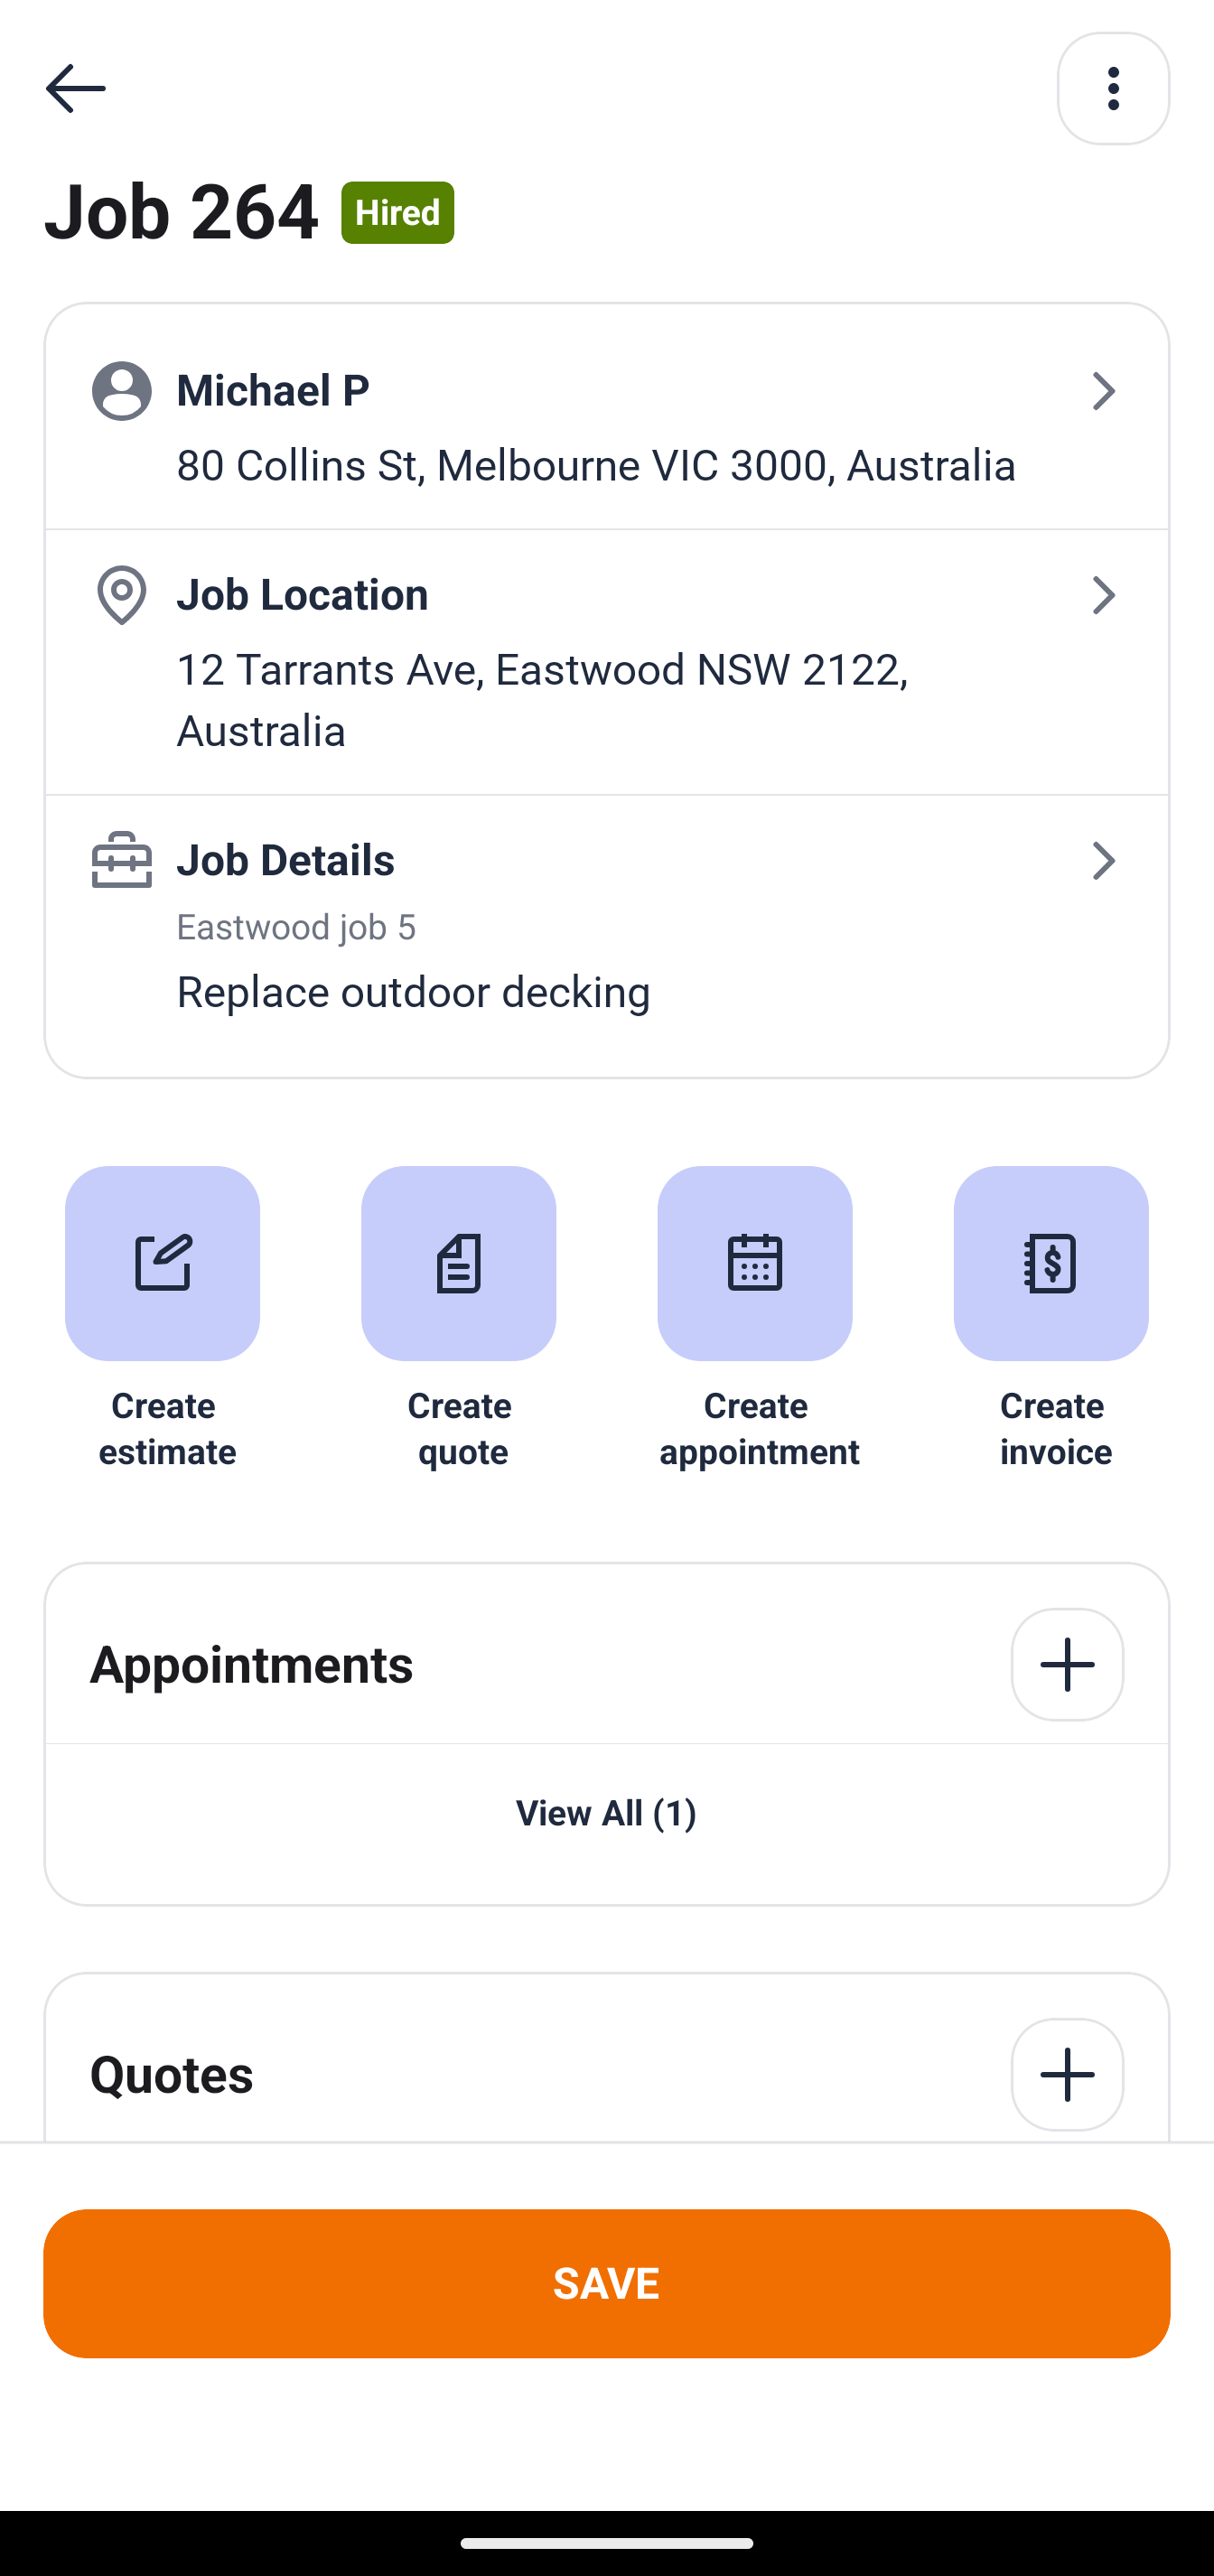 Job 264 Hired
Michael P
80 Collins St, Melbourne VIC 3000, Australia
Job Location
12 Tarrants Ave, Eastwood NSW 2122,
Australia
Job Details
Eastwood job 5
Replace outdoor decking
Create estimate
Create quote
Create appointment
Create invoice
Appointments
View All (1)
Quotes
SAVE